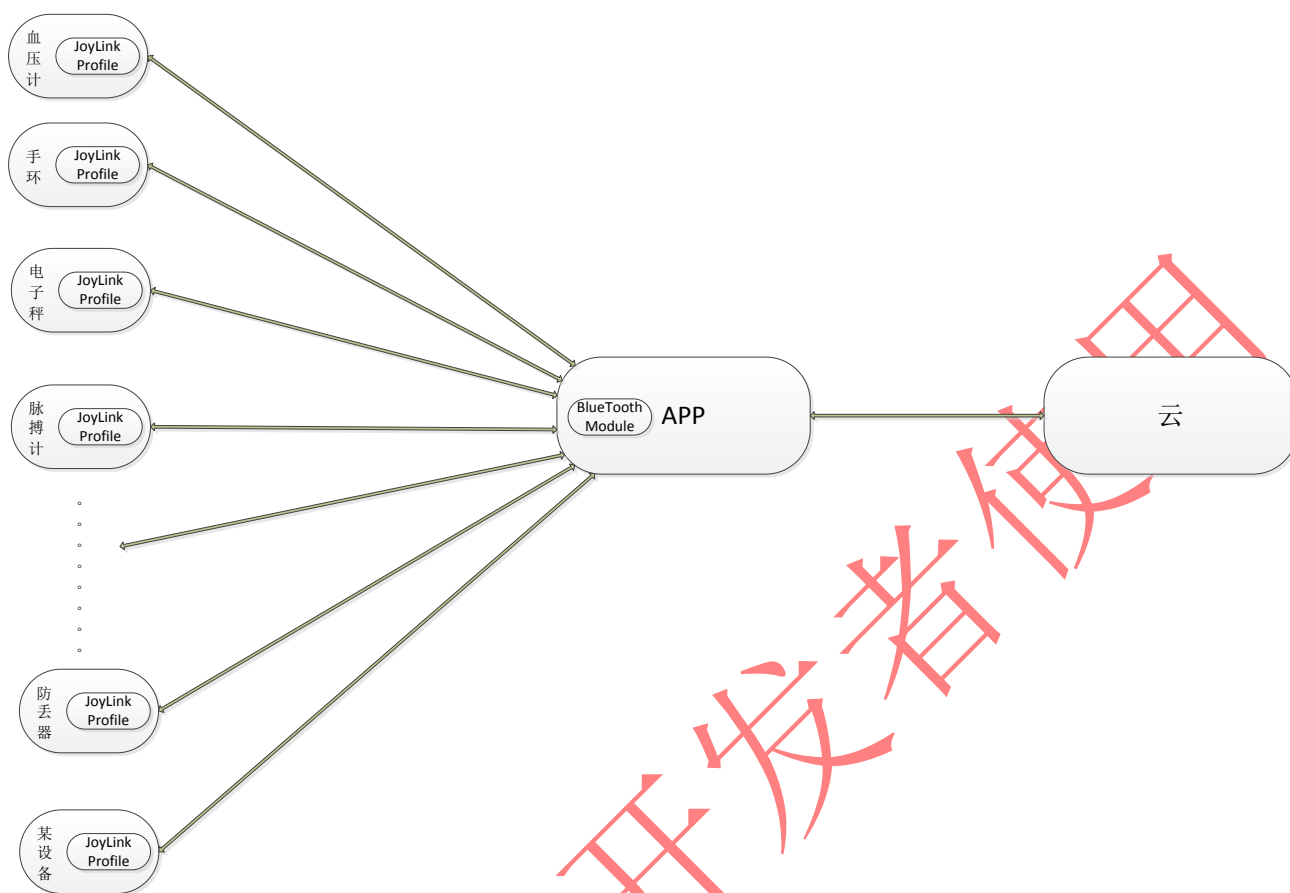 血压计
JoyLink
Profile
手环
JoyLink
Profile
电子秤
JoyLink
Profile
脉搏计
JoyLink
Profile
BlueTooth
Module
APP
云
防丢器
JoyLink
Profile
某设备
JoyLink
Profile
开发者使用